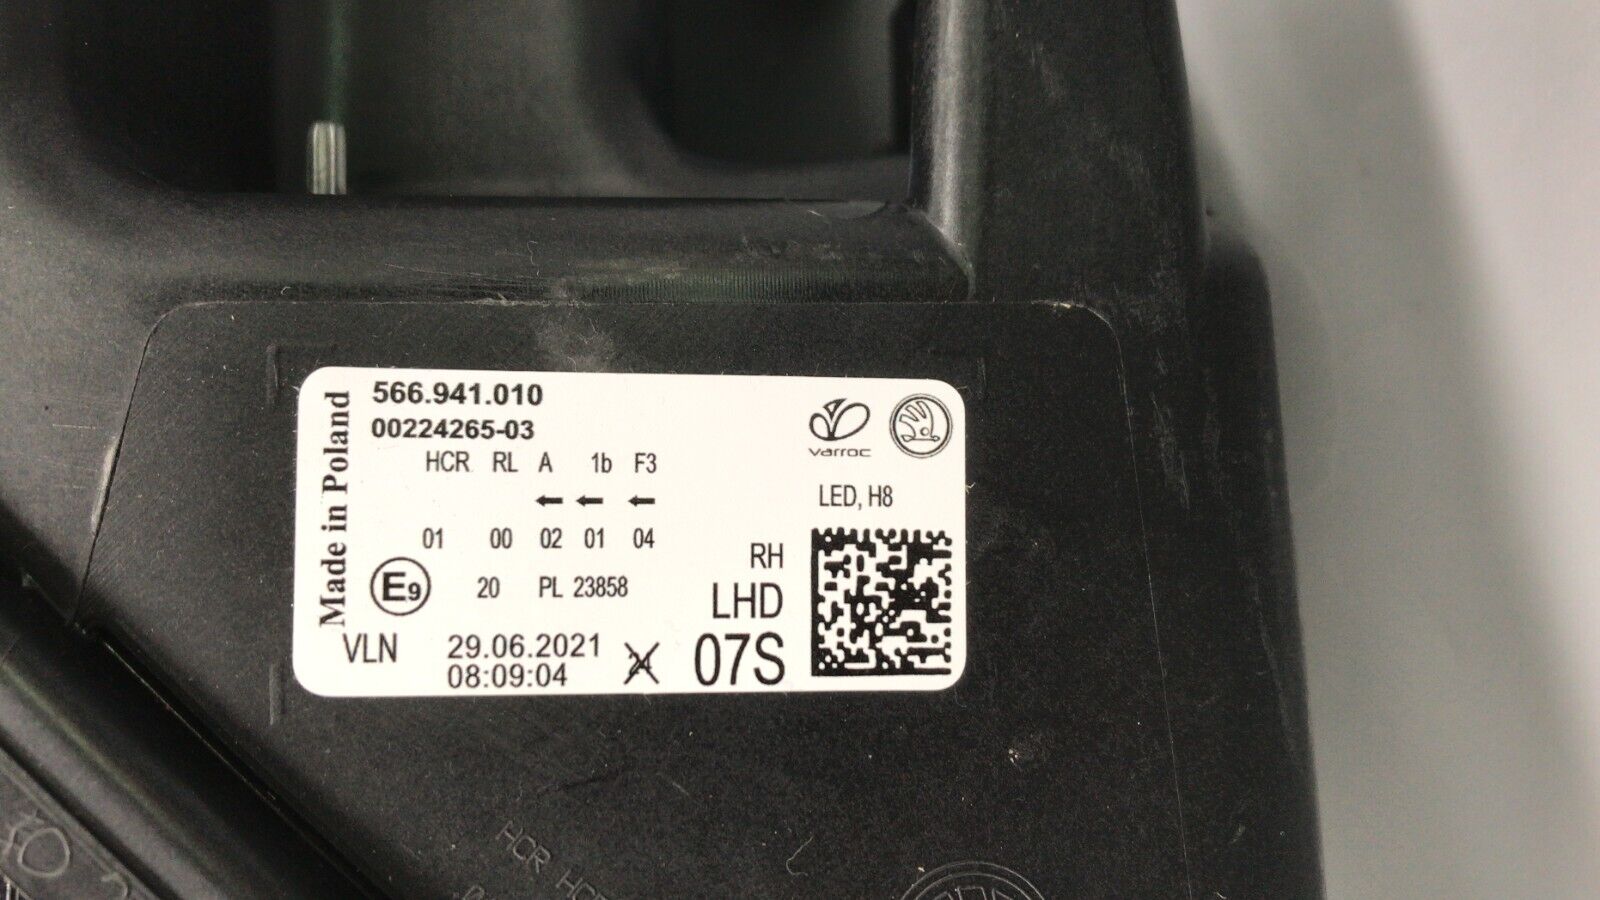 Made in Poland
566.941.010
00224265-03
HCR RL A 1b F3
← ← ←
01 00 02 01 04
E9 20 PL 23858
VLN 29.06.2021
08:09:04
varroc
LED, H8
RH
LHD
07S
HCR